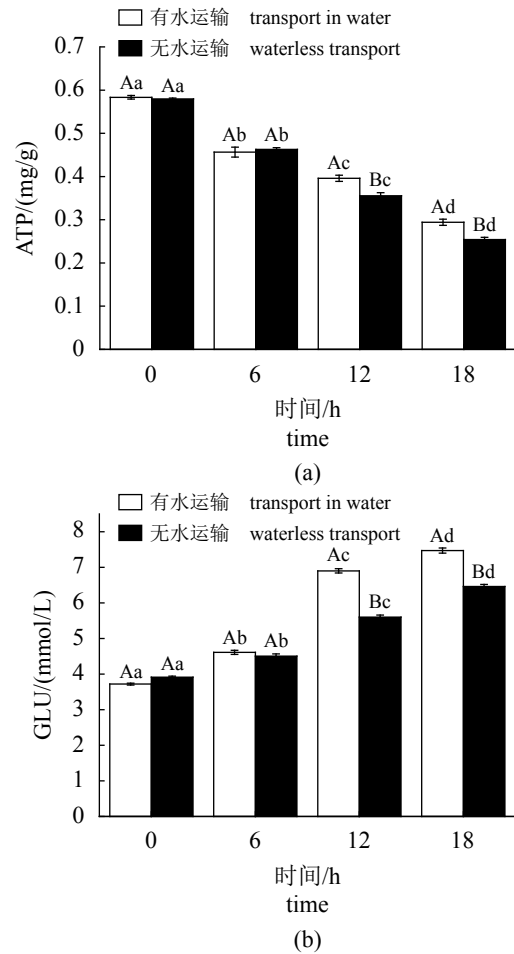 有水运输 transport in water
无水运输 waterless transport
0.7
0.6
0.5
0.4
0.3
0.2
0.1
0
ATP/(mg/g)
Aa Aa
Ab Ab
Ac Bc
Ad Bd
0 6 12 18
时间/h
time
(a)
有水运输 transport in water
无水运输 waterless transport
8
7
6
5
4
3
2
1
0
GLU/(mmol/L)
Aa Aa
Ab Ab
Ac Bc
Ad Bd
0 6 12 18
时间/h
time
(b)